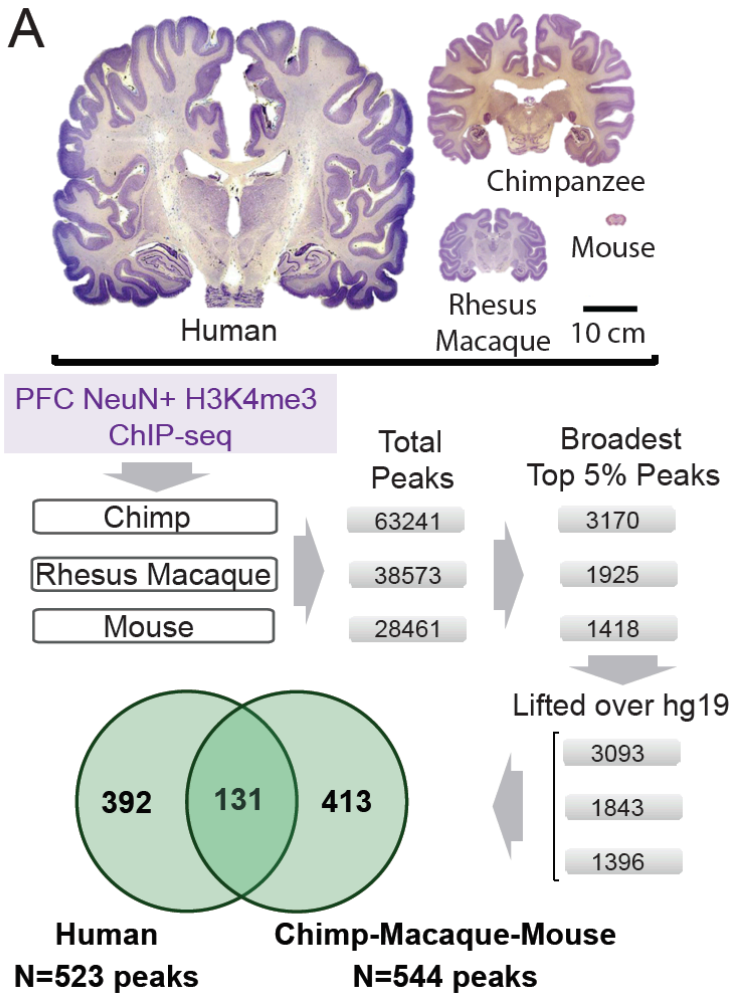 A
Human
Chimpanzee
Mouse
Rhesus
Macaque
10 cm
PFC NeuN+ H3K4me3
ChIP-seq
Total
Peaks
Broadest
Top 5% Peaks
Chimp
63241
3170
Rhesus Macaque
38573
1925
Mouse
28461
1418
Lifted over hg19
3093
1843
1396
392
131
413
Human
N=523 peaks
Chimp-Macaque-Mouse
N=544 peaks